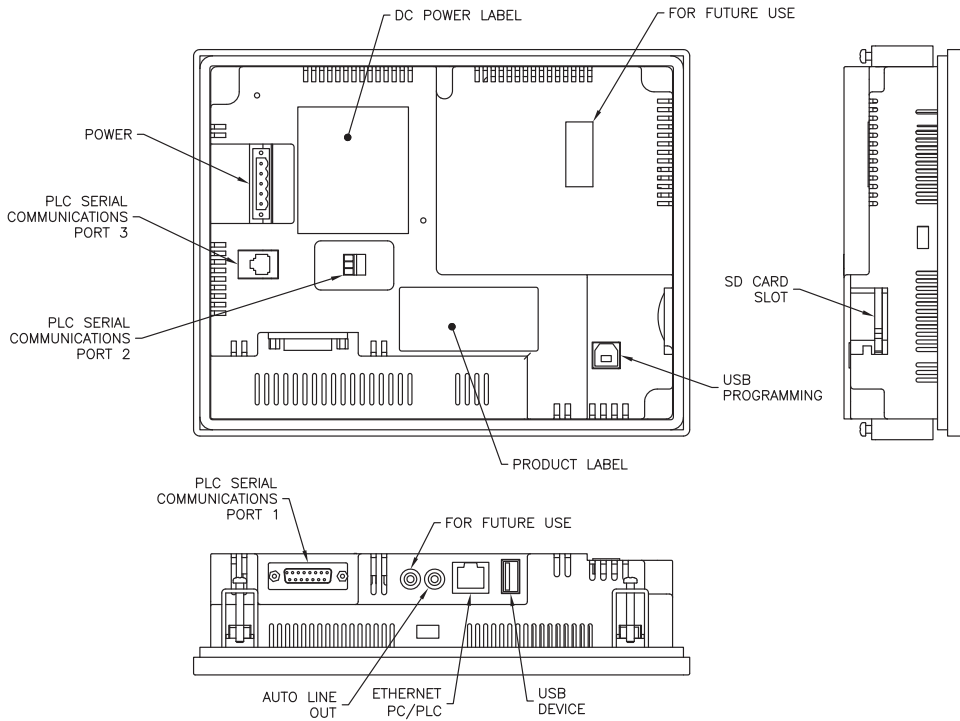 DC POWER LABEL
FOR FUTURE USE
POWER
PLC SERIAL
COMMUNICATIONS
PORT 3
SD CARD
SLOT
PLC SERIAL
COMMUNICATIONS
PORT 2
USB
PROGRAMMING
PRODUCT LABEL
PLC SERIAL
COMMUNICATIONS
PORT 1
FOR FUTURE USE
AUTO LINE
OUT
ETHERNET
PC/PLC
USB
DEVICE